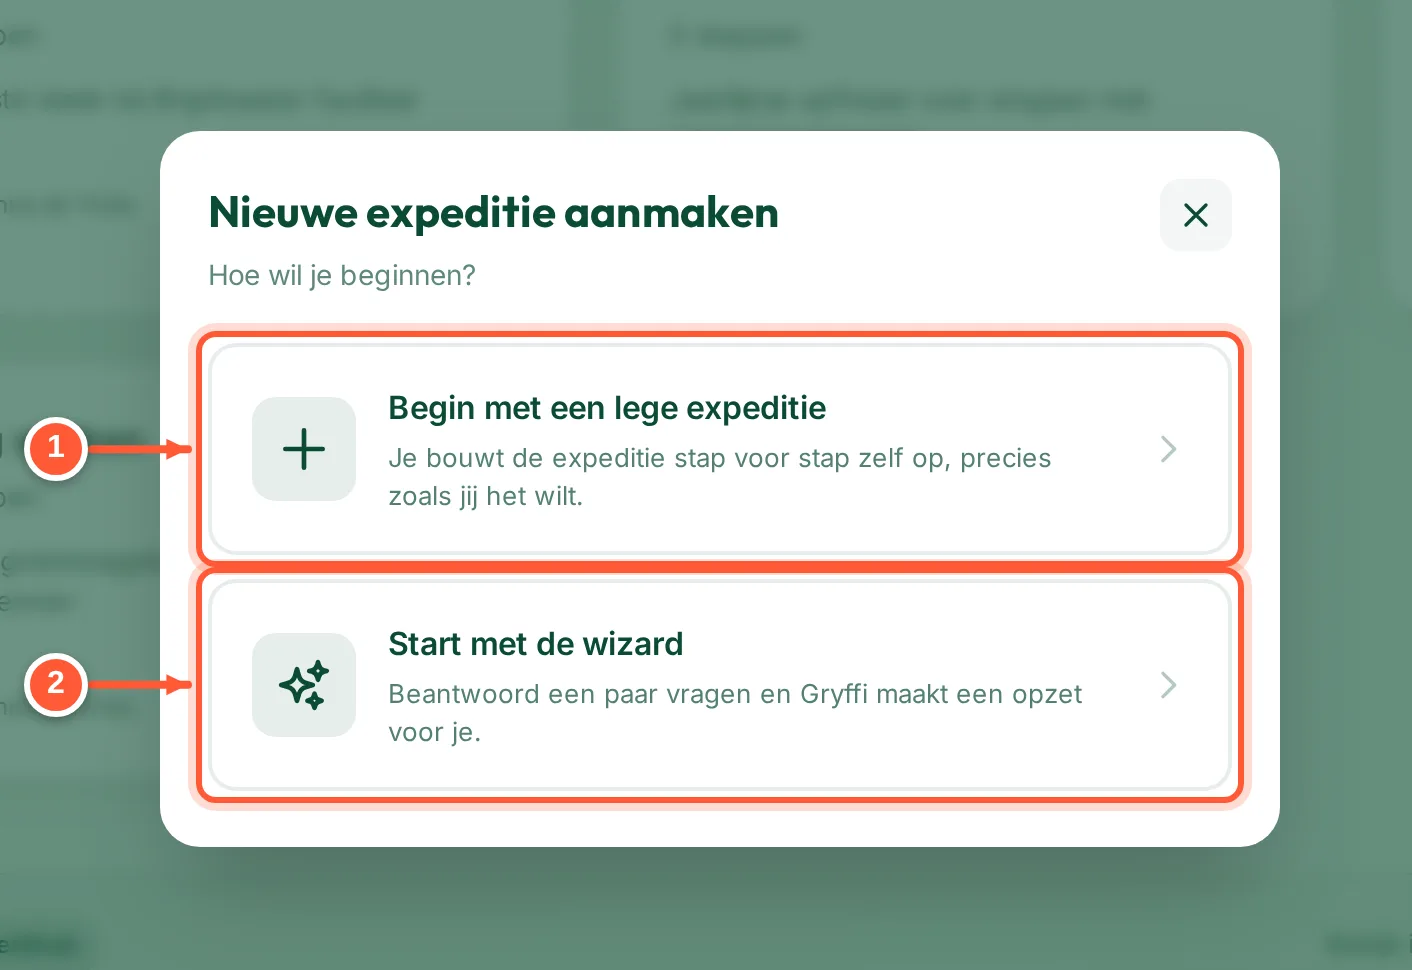 Nieuwe expeditie aanmaken
Hoe wil je beginnen?
1
Begin met een lege expeditie
Je bouwt de expeditie stap voor stap zelf op, precies
zoals jij het wilt.
2
Start met de wizard
Beantwoord een paar vragen en Gryffi maakt een opzet
voor je.